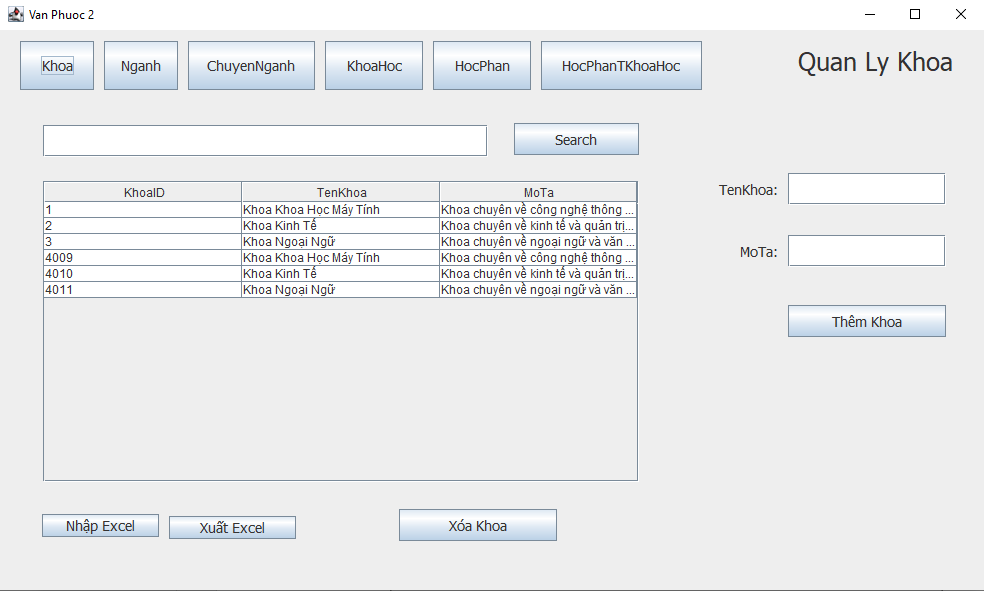 Van Phuoc 2
Khoa Nganh ChuyenNganh KhoaHoc HocPhan HocPhanTKhoaHoc Quan Ly Khoa
Search
KhoaID TenKhoa MoTa
1 Khoa Khoa Học Máy Tính Khoa chuyên về công nghệ thông ...
2 Khoa Kinh Tế Khoa chuyên về kinh tế và quản trị...
3 Khoa Ngoại Ngữ Khoa chuyên về ngoại ngữ và văn ...
4009 Khoa Khoa Học Máy Tính Khoa chuyên về công nghệ thông ...
4010 Khoa Kinh Tế Khoa chuyên về kinh tế và quản trị...
4011 Khoa Ngoại Ngữ Khoa chuyên về ngoại ngữ và văn ...
TenKhoa:
MoTa:
Thêm Khoa
Nhập Excel Xuất Excel Xóa Khoa